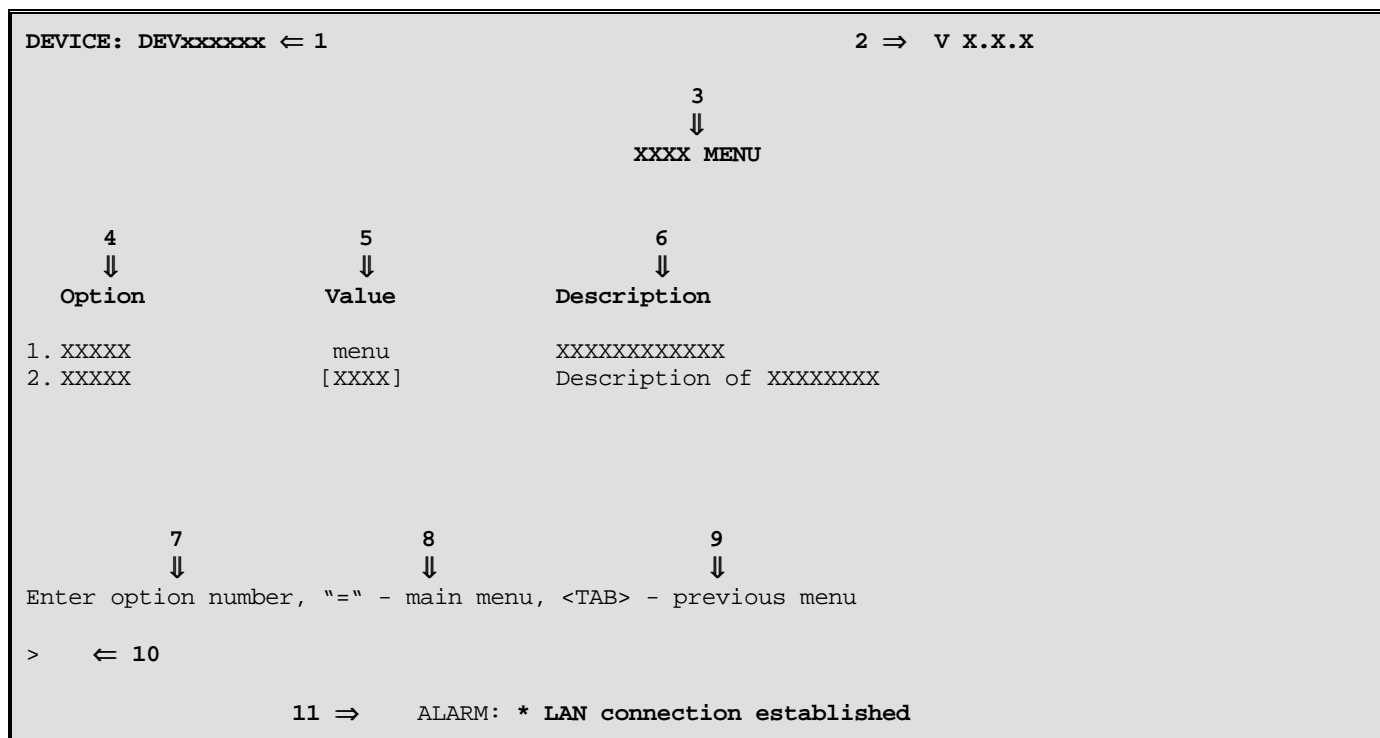 DEVICE: DEVxxxxxx ⇐ 1 2 ⇒ V X.X.X
3
⇓
XXXX MENU
4 5 6
⇓ ⇓ ⇓
Option Value Description
1. XXXXX menu XXXXXXXXXXXX
2. XXXXX [XXXX] Description of XXXXXXXX
7 8 9
⇓ ⇓ ⇓
Enter option number, “=“ – main menu, <TAB> – previous menu
> ⇐ 10
11 ⇒ ALARM: * LAN connection established